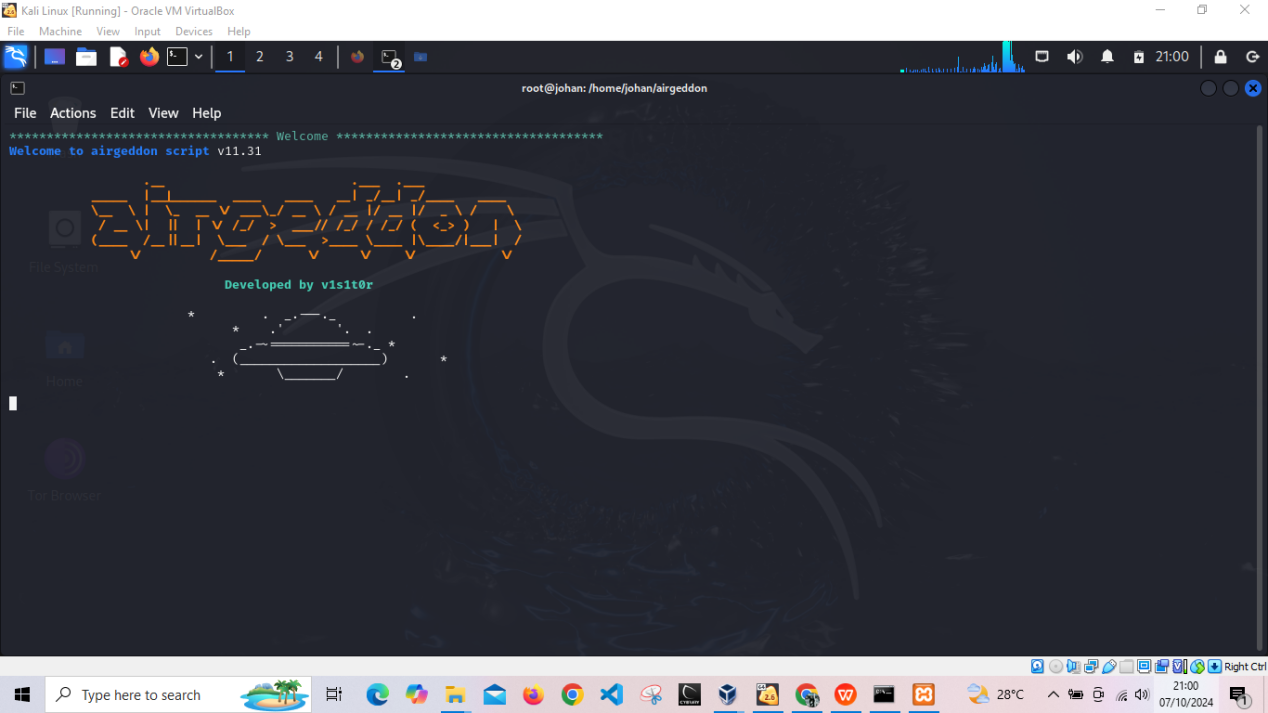 Kali Linux [Running] - Oracle VM VirtualBox
File Machine View Input Devices Help
1 2 3 4 2 21:00
root@johan: /home/johan/airgeddon
File Actions Edit View Help
*********************************** Welcome ************************************
Welcome to airgeddon script v11.31
airgeddon
Developed by v1s1t0r
File System
Home
Tor Browser
Right Ctrl
Type here to search
28°C
21:00
07/10/2024
1